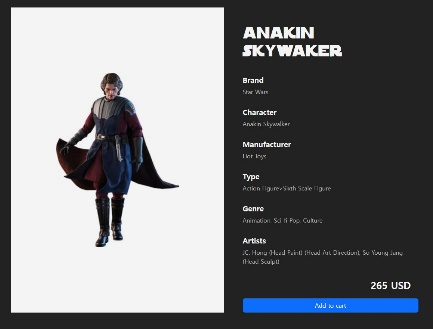 ANAKIN
SKYWAKER
Brand
Star Wars
Character
Anakin Skywalker
Manufacturer
Hot Toys
Type
Action Figure>Sixth Scale Figure
Genre
Animation, Sci-fi Pop, Culture
Artists
JC. Hong (Head Paint) (Head Art Direction), So Young Jang
(Head Sculpt)
265 USD
Add to cart